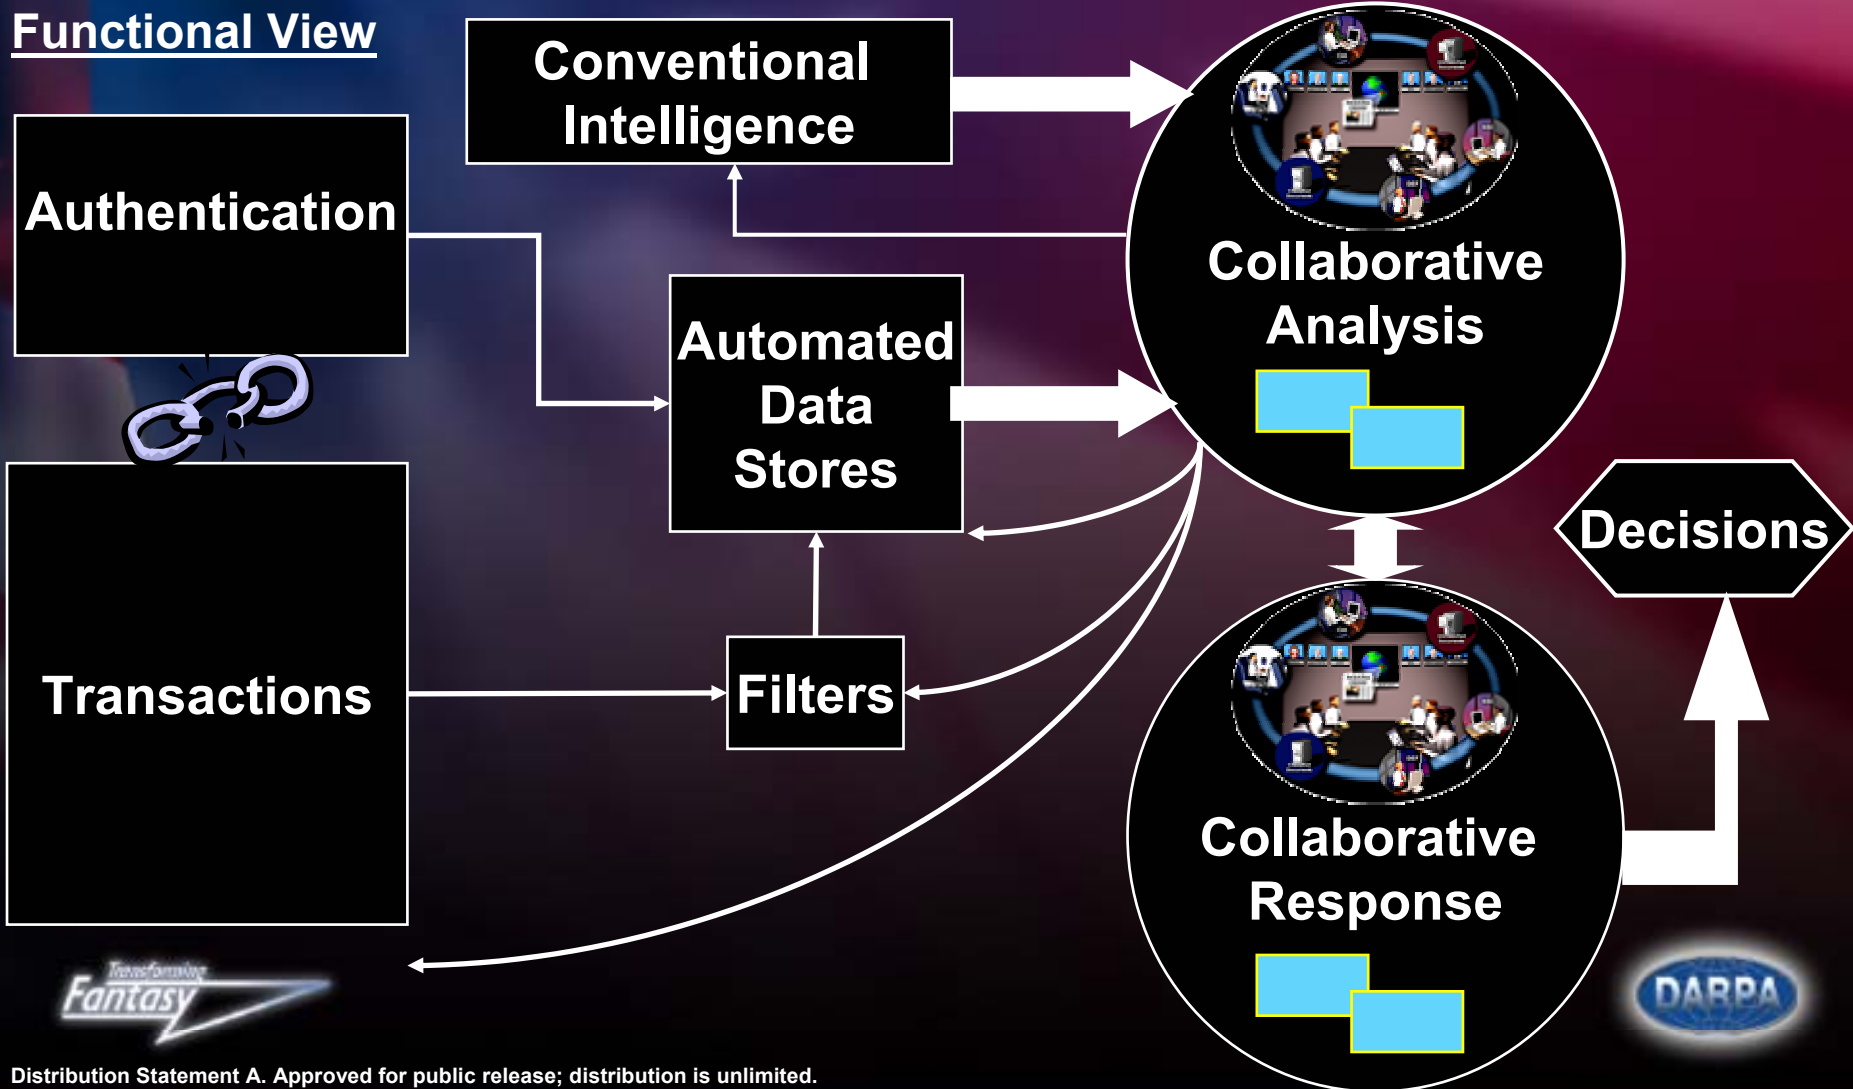 Functional View
Conventional
Intelligence
Authentication
Collaborative
Analysis
Automated
Data
Stores
Decisions
Transactions
Filters
Collaborative
Response
Transforming
Fantasy
DARPA
Distribution Statement A. Approved for public release; distribution is unlimited.